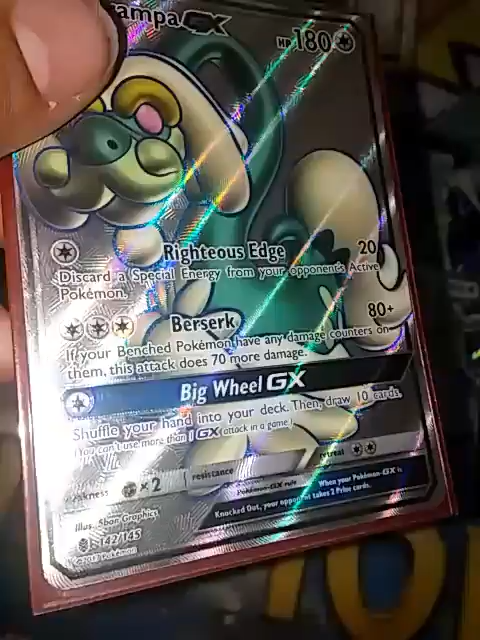 ampa GX
HP 180
Righteous Edge 20
Discard a Special Energy from your opponent's Active
Pokémon.
Berserk 80+
If your Benched Pokémon have any damage counters on
them, this attack does 70 more damage.
Big Wheel GX
Shuffle your hand into your deck. Then, draw 10 cards.
(You can't use more than 1 GX attack in a game.)
weakness × 2 resistance retreat
Pokémon-GX rule When your Pokémon-GX is
Knocked Out, your opponent takes 2 Prize cards.
Illus. 5ban Graphics
142/145
©2017 Pokémon